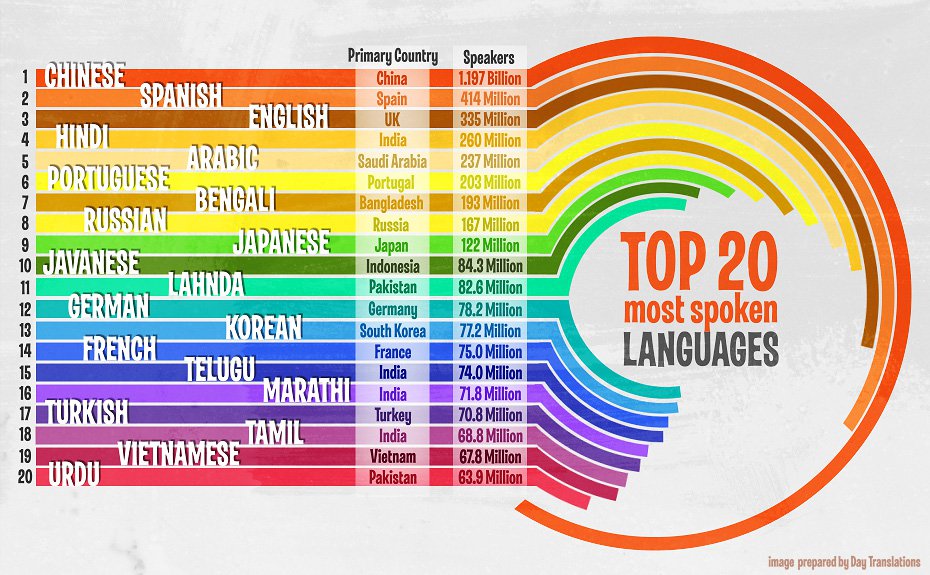 Primary Country Speakers
1 CHINESE China 1.197 Billion
2 SPANISH Spain 414 Million
3 ENGLISH UK 335 Million
4 HINDI India 260 Million
5 ARABIC Saudi Arabia 237 Million
6 PORTUGUESE Portugal 203 Million
7 BENGALI Bangladesh 193 Million
8 RUSSIAN Russia 167 Million
9 JAPANESE Japan 122 Million
10 JAVANESE Indonesia 84.3 Million
11 LAHNDA Pakistan 82.6 Million
12 GERMAN Germany 78.2 Million
13 KOREAN South Korea 77.2 Million
14 FRENCH France 75.0 Million
15 TELUGU India 74.0 Million
16 MARATHI India 71.8 Million
17 TURKISH Turkey 70.8 Million
18 TAMIL India 68.8 Million
19 VIETNAMESE Vietnam 67.8 Million
20 URDU Pakistan 63.9 Million
TOP 20
most spoken
LANGUAGES
image prepared by Day Translations